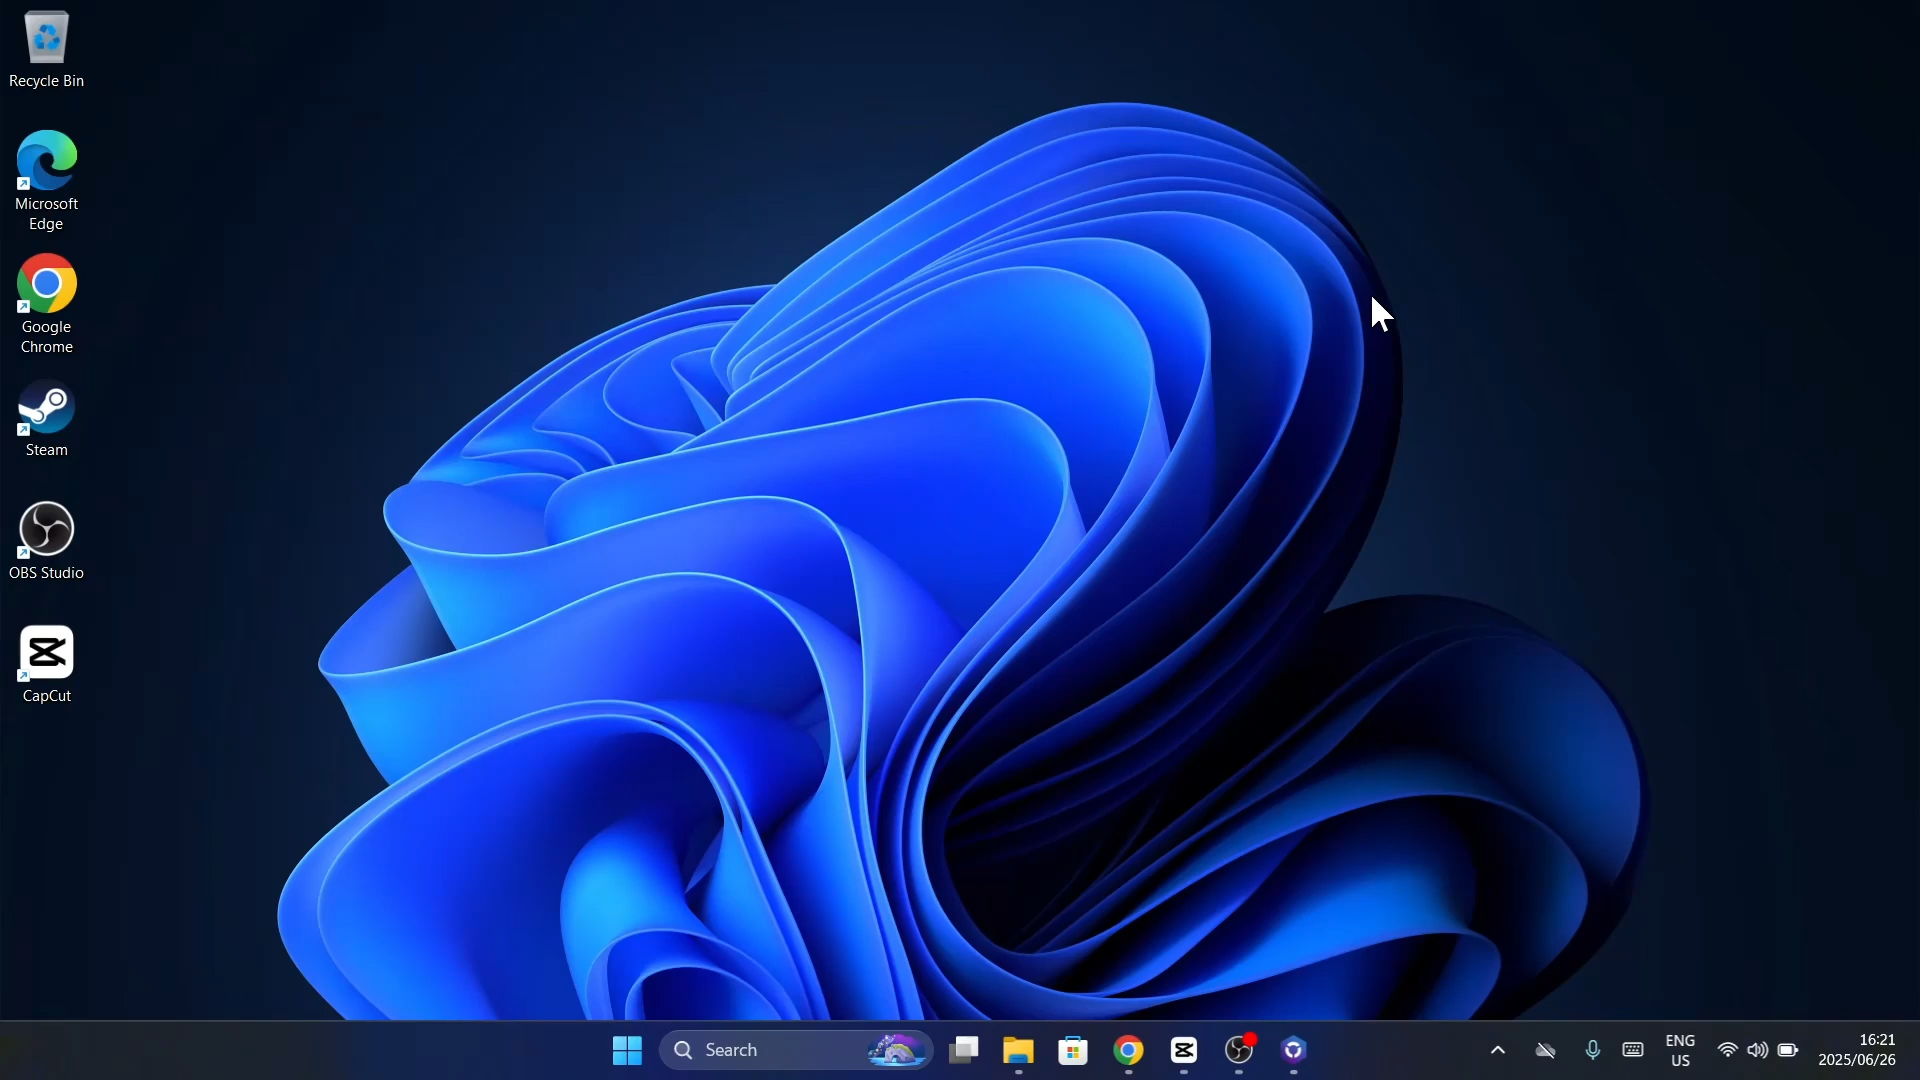 Recycle Bin
Microsoft
Edge
Google
Chrome
Steam
OBS Studio
CapCut
Search
ENG
US
16:21
2025/06/26